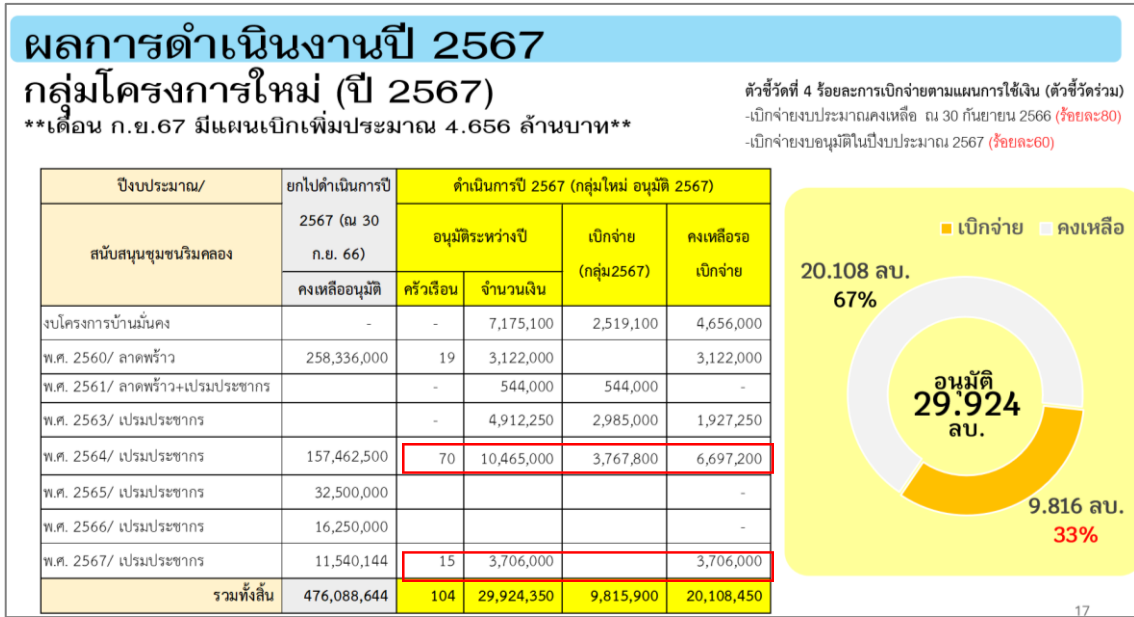 ผลการดำเนินงานปี 2567
กลุ่มโครงการใหม่ (ปี 2567)
**เดือน ก.ย.67 มีแผนเบิกเพิ่มประมาณ 4.656 ล้านบาท**
ตัวชี้วัดที่ 4 ร้อยละการเบิกจ่ายตามแผนการใช้เงิน (ตัวชี้วัดร่วม)
-เบิกจ่ายงบประมาณคงเหลือ ณ 30 กันยายน 2566 (ร้อยละ80)
-เบิกจ่ายงบอนุมัติในปีงบประมาณ 2567 (ร้อยละ60)
ปีงบประมาณ/ ยกไปดำเนินการปี ดำเนินการปี 2567 (กลุ่มใหม่ อนุมัติ 2567)
สนับสนุนชุมชนริมคลอง 2567 (ณ 30 ก.ย. 66) อนุมัติระหว่างปี เบิกจ่าย (กลุ่ม2567) คงเหลือรอเบิกจ่าย
คงเหลืออนุมัติ ครัวเรือน จำนวนเงิน
งบโครงการบ้านมั่นคง - - 7,175,100 2,519,100 4,656,000
พ.ศ. 2560/ ลาดพร้าว 258,336,000 19 3,122,000 3,122,000
พ.ศ. 2561/ ลาดพร้าว+เปรมประชากร - 544,000 544,000 -
พ.ศ. 2563/ เปรมประชากร - 4,912,250 2,985,000 1,927,250
พ.ศ. 2564/ เปรมประชากร 157,462,500 70 10,465,000 3,767,800 6,697,200
พ.ศ. 2565/ เปรมประชากร 32,500,000 -
พ.ศ. 2566/ เปรมประชากร 16,250,000 -
พ.ศ. 2567/ เปรมประชากร 11,540,144 15 3,706,000 3,706,000
รวมทั้งสิ้น 476,088,644 104 29,924,350 9,815,900 20,108,450
เบิกจ่าย คงเหลือ
20.108 ลบ.
67%
อนุมัติ
29.924
ลบ.
9.816 ลบ.
33%
17